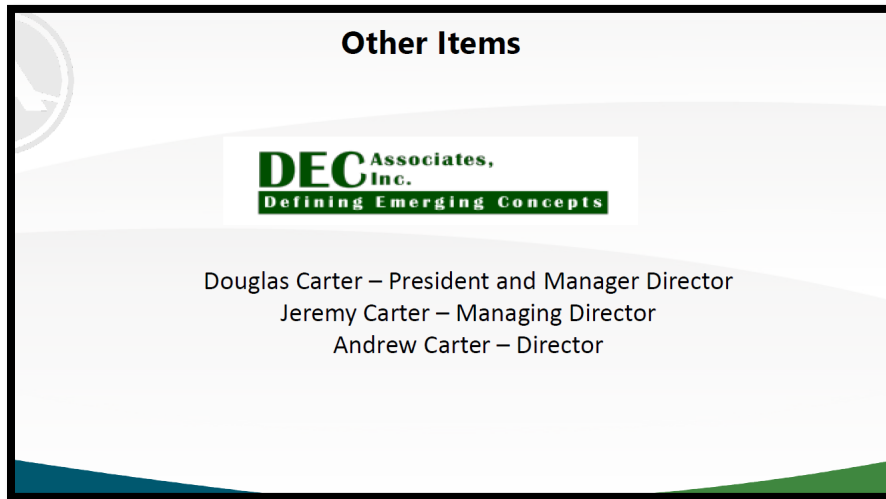 Other Items
DEC Associates,
Inc.
Defining Emerging Concepts
Douglas Carter – President and Manager Director
Jeremy Carter – Managing Director
Andrew Carter – Director